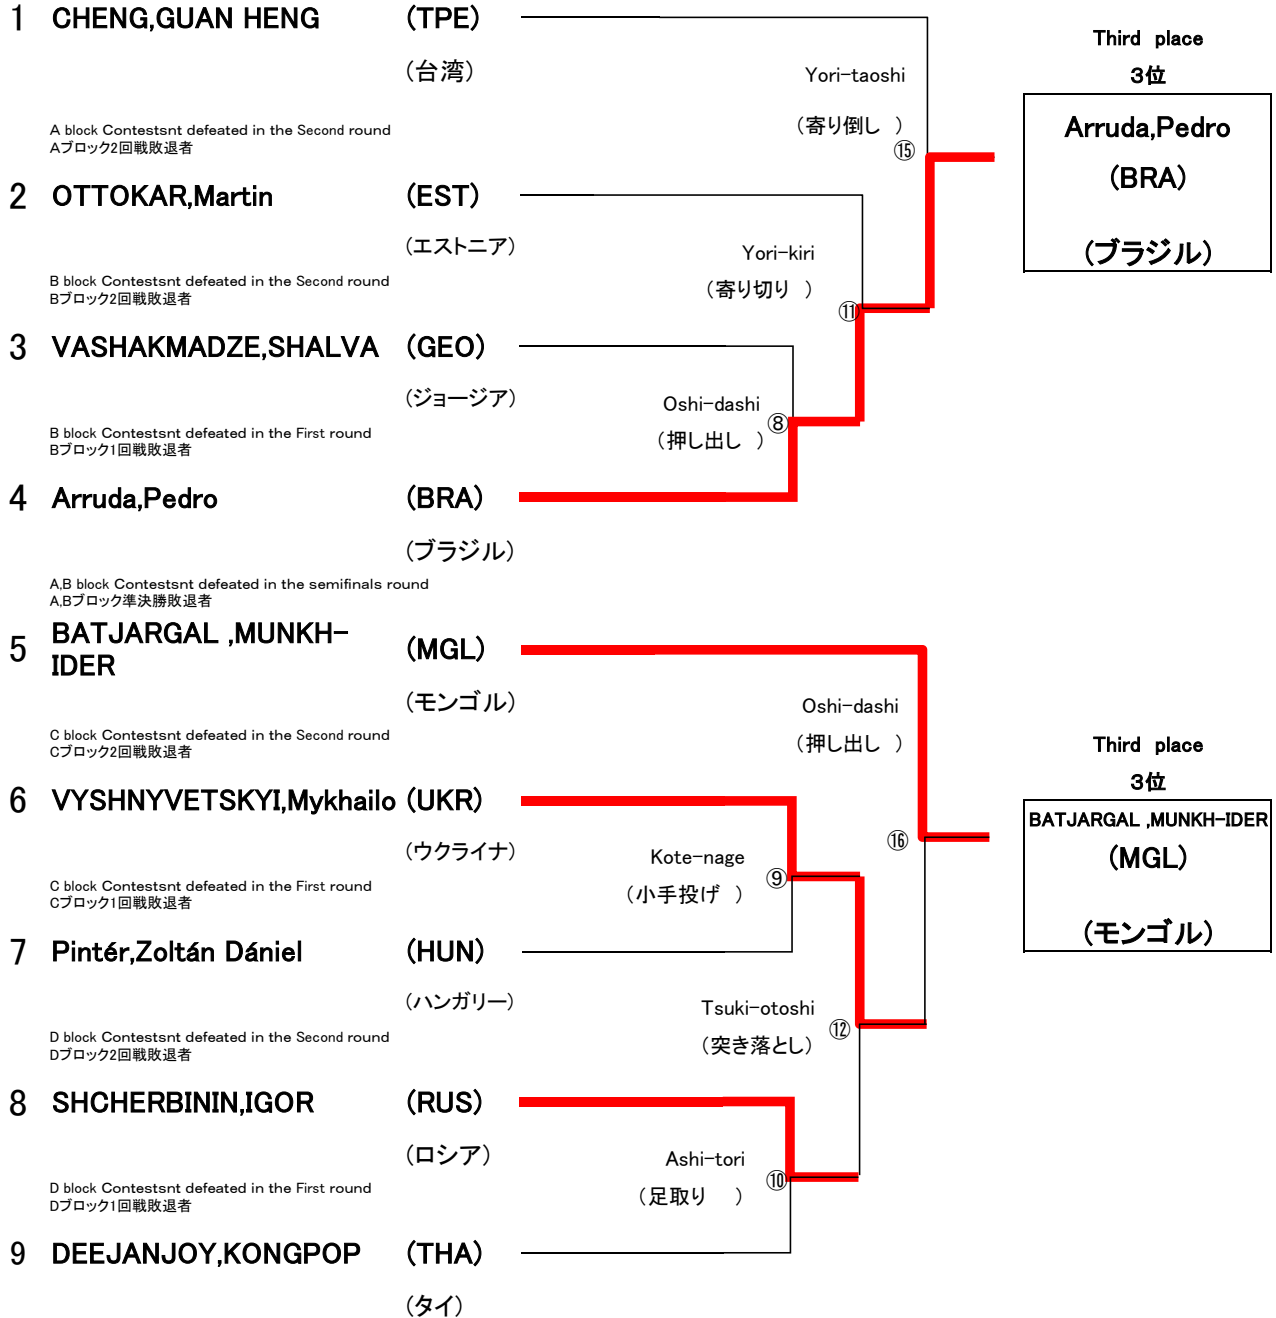 1 CHENG,GUAN HENG (TPE)
(台湾)
Third place
3位
Yori-taoshi
(寄り倒し )
⑮
Arruda,Pedro
(BRA)
(ブラジル)
A block Contestsnt defeated in the Second round
Aブロック2回戦敗退者
2 OTTOKAR,Martin (EST)
(エストニア)
Yori-kiri
(寄り切り )
⑪
B block Contestsnt defeated in the Second round
Bブロック2回戦敗退者
3 VASHAKMADZE,SHALVA (GEO)
(ジョージア)
Oshi-dashi
(押し出し )
⑧
B block Contestsnt defeated in the First round
Bブロック1回戦敗退者
4 Arruda,Pedro (BRA)
(ブラジル)
A,B block Contestsnt defeated in the semifinals round
A,Bブロック準決勝敗退者
5 BATJARGAL ,MUNKH-
IDER
(MGL)
(モンゴル)
Oshi-dashi
(押し出し )
⑯
Third place
3位
BATJARGAL ,MUNKH-IDER
(MGL)
(モンゴル)
C block Contestsnt defeated in the Second round
Cブロック2回戦敗退者
6 VYSHNYVETSKYI,Mykhailo (UKR)
(ウクライナ)
Kote-nage
(小手投げ )
⑨
C block Contestsnt defeated in the First round
Cブロック1回戦敗退者
7 Pintér,Zoltán Dániel (HUN)
(ハンガリー)
Tsuki-otoshi
(突き落とし)
⑫
D block Contestsnt defeated in the Second round
Dブロック2回戦敗退者
8 SHCHERBININ,IGOR (RUS)
(ロシア)
Ashi-tori
(足取り )
⑩
D block Contestsnt defeated in the First round
Dブロック1回戦敗退者
9 DEEJANJOY,KONGPOP (THA)
(タイ)